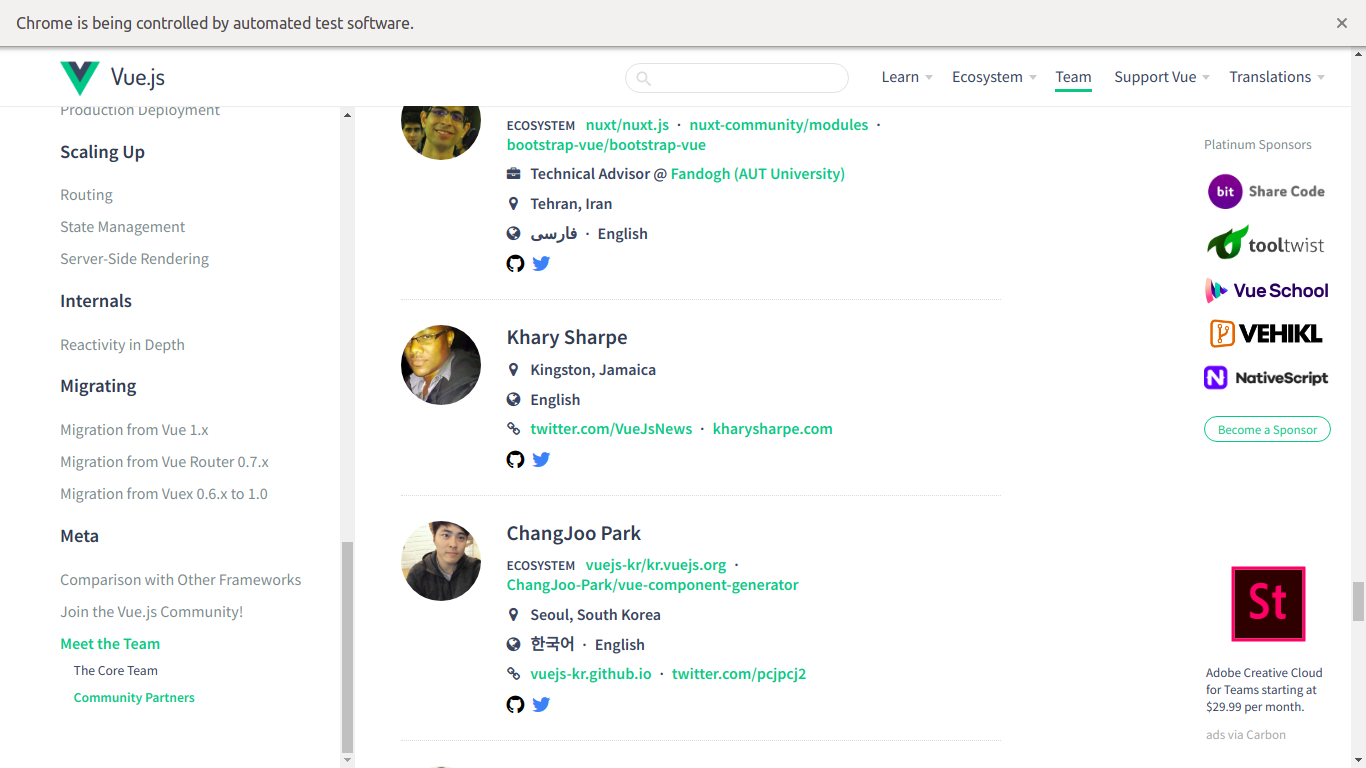 Chrome is being controlled by automated test software.
Vue.js
Learn
Ecosystem
Team
Support Vue
Translations
Production Deployment
Scaling Up
Routing
State Management
Server-Side Rendering
Internals
Reactivity in Depth
Migrating
Migration from Vue 1.x
Migration from Vue Router 0.7.x
Migration from Vuex 0.6.x to 1.0
Meta
Comparison with Other Frameworks
Join the Vue.js Community!
Meet the Team
The Core Team
Community Partners
ECOSYSTEM nuxt/nuxt.js · nuxt-community/modules ·
bootstrap-vue/bootstrap-vue
Technical Advisor @ Fandogh (AUT University)
Tehran, Iran
فارسی · English
Khary Sharpe
Kingston, Jamaica
English
twitter.com/VueJsNews · kharysharpe.com
ChangJoo Park
ECOSYSTEM vuejs-kr/kr.vuejs.org ·
ChangJoo-Park/vue-component-generator
Seoul, South Korea
한국어 · English
vuejs-kr.github.io · twitter.com/pcjpcj2
Platinum Sponsors
bit Share Code
tooltwist
Vue School
VEHIKL
NativeScript
Become a Sponsor
St
Adobe Creative Cloud
for Teams starting at
$29.99 per month.
ads via Carbon